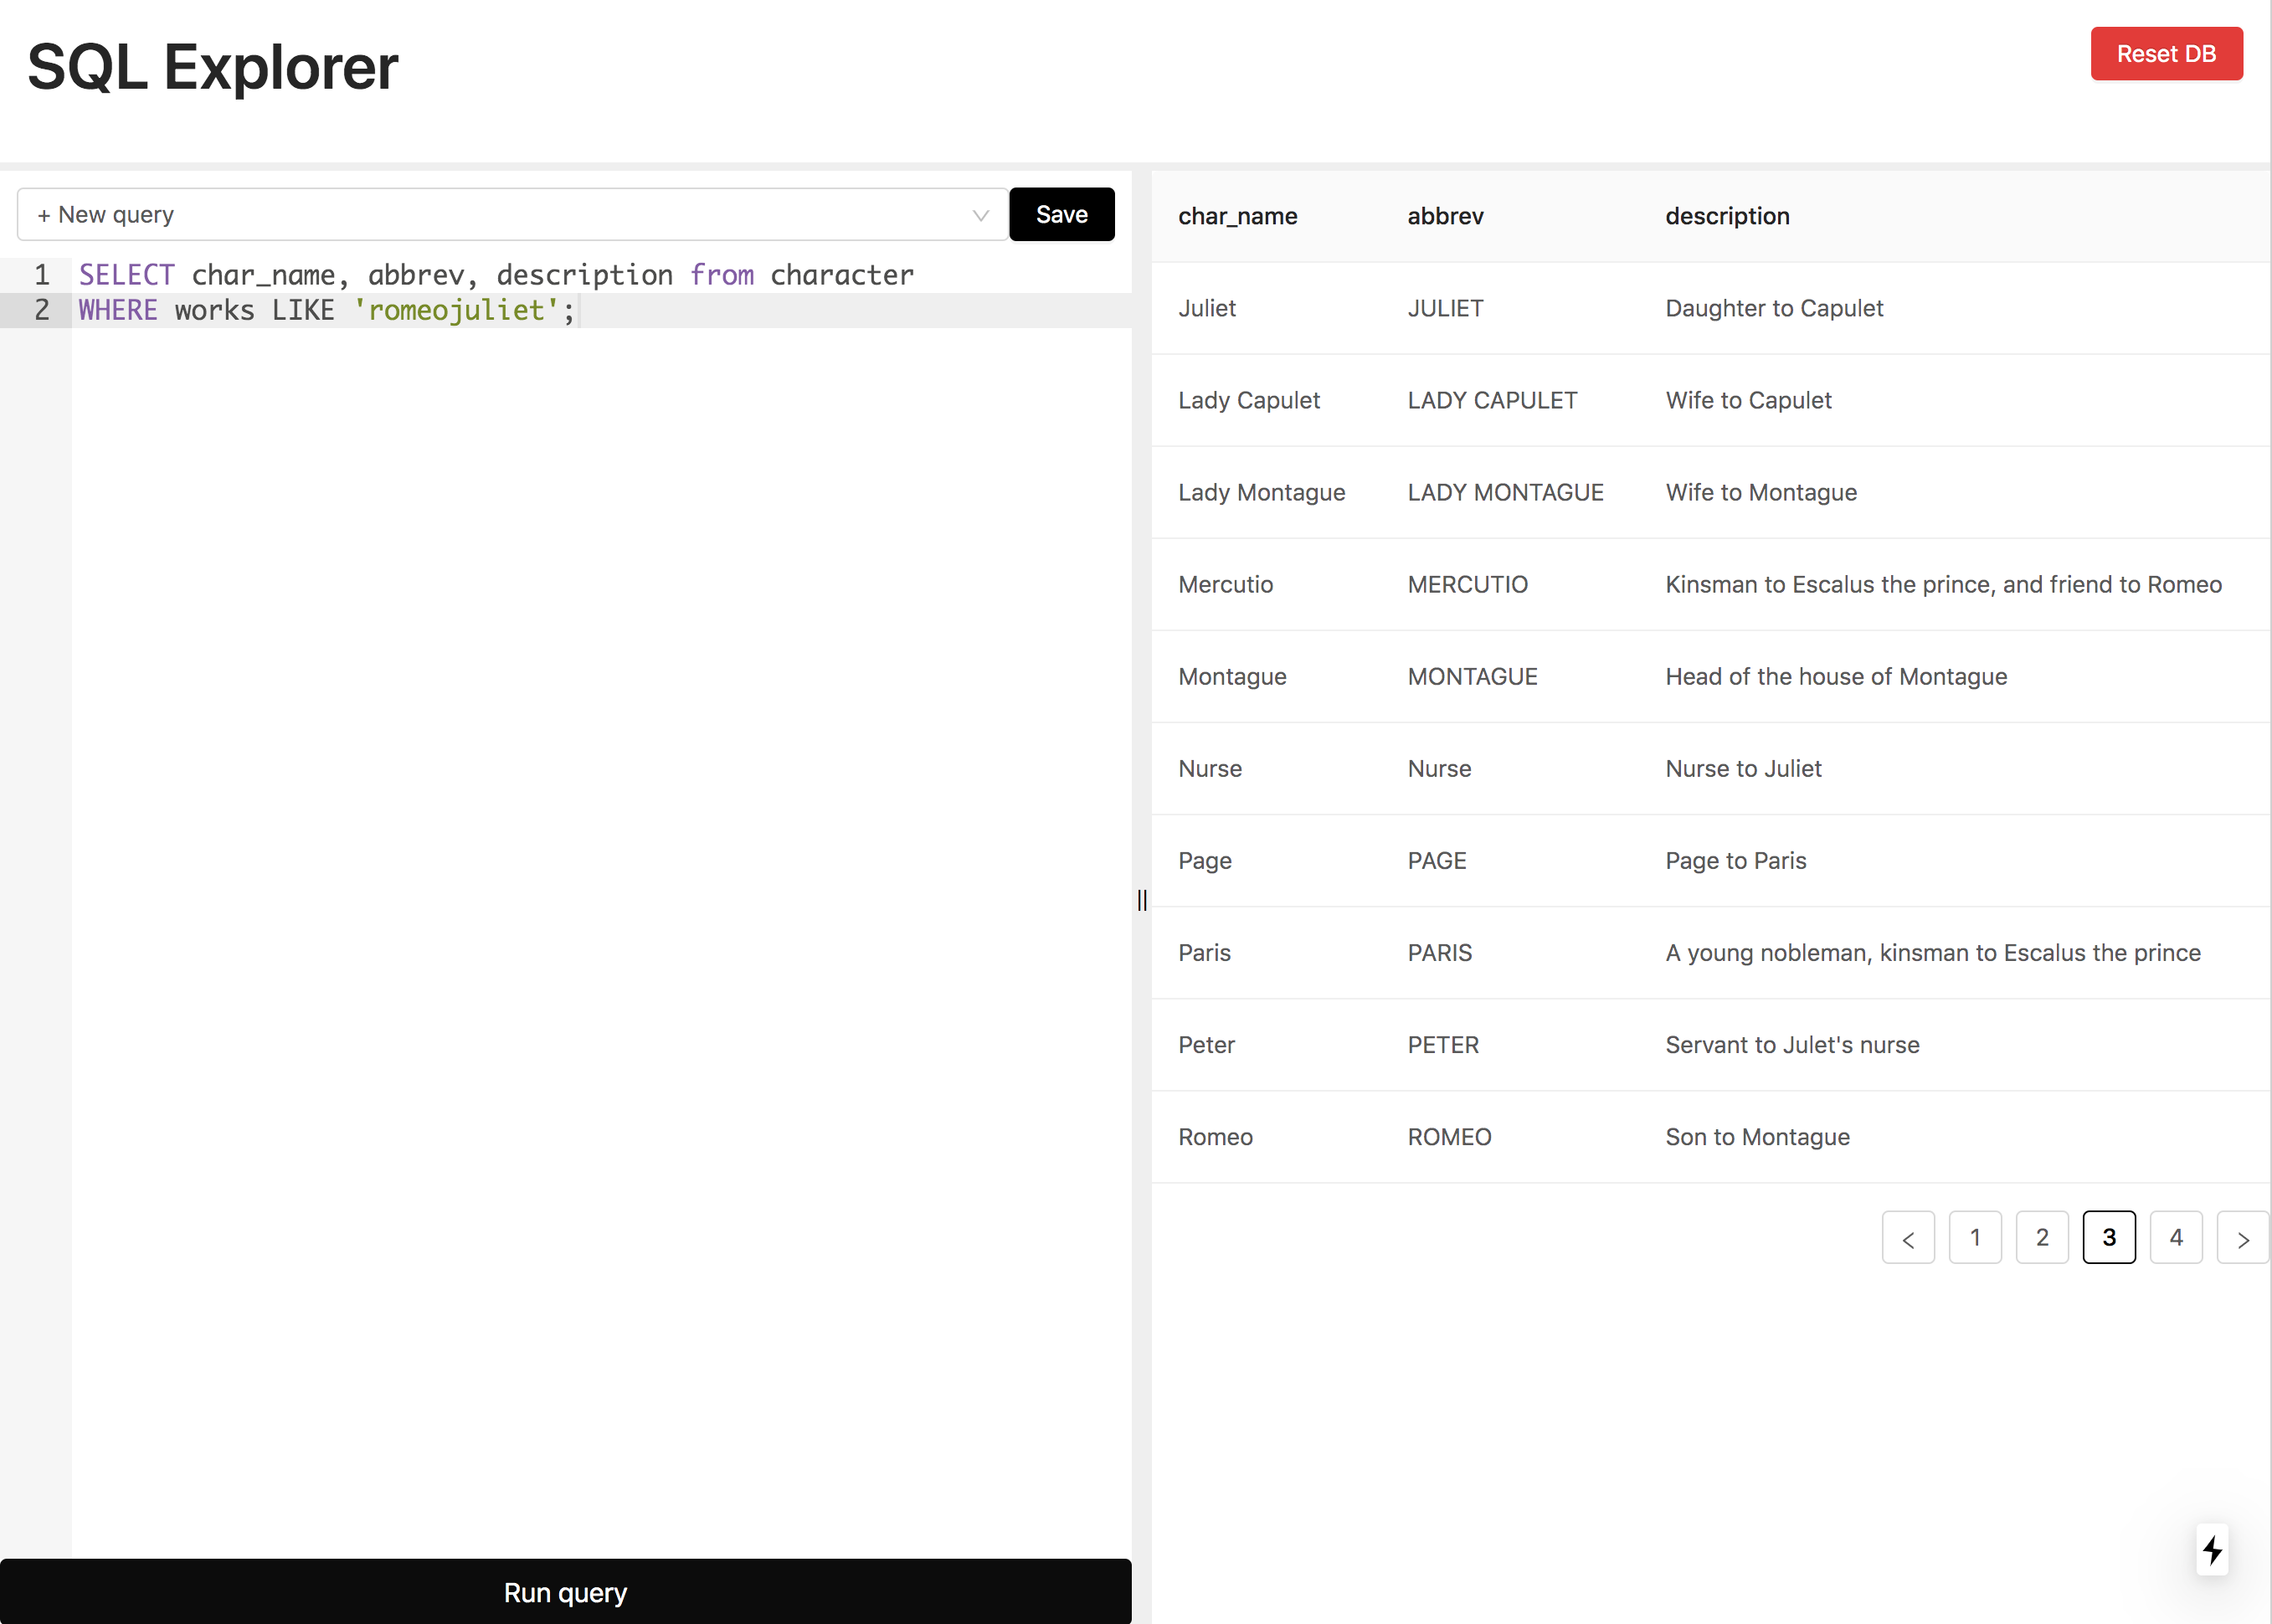 SQL Explorer
Reset DB
+ New query
Save
1 SELECT char_name, abbrev, description from character
2 WHERE works LIKE 'romeojuliet';
Run query
char_name abbrev description
Juliet JULIET Daughter to Capulet
Lady Capulet LADY CAPULET Wife to Capulet
Lady Montague LADY MONTAGUE Wife to Montague
Mercutio MERCUTIO Kinsman to Escalus the prince, and friend to Romeo
Montague MONTAGUE Head of the house of Montague
Nurse Nurse Nurse to Juliet
Page PAGE Page to Paris
Paris PARIS A young nobleman, kinsman to Escalus the prince
Peter PETER Servant to Julet's nurse
Romeo ROMEO Son to Montague
< 1 2 3 4 >